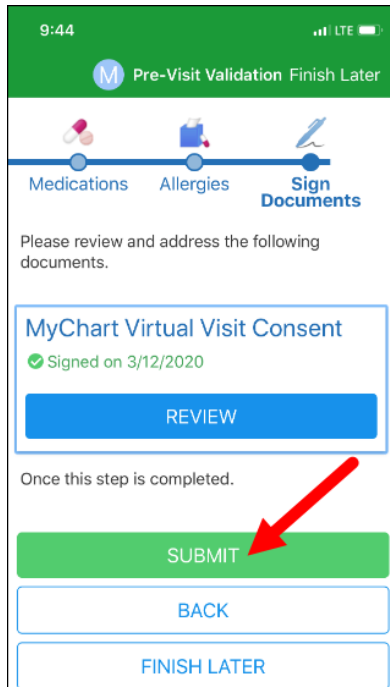 9:44
LTE
M Pre-Visit Validation Finish Later
Medications Allergies Sign
Documents
Please review and address the following
documents.
MyChart Virtual Visit Consent
Signed on 3/12/2020
REVIEW
Once this step is completed.
SUBMIT
BACK
FINISH LATER